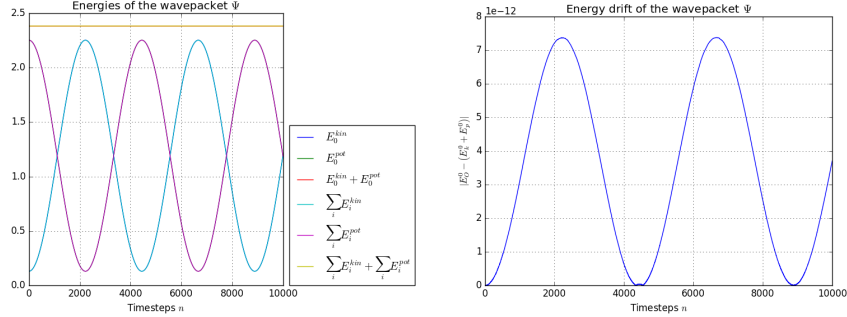 Energies of the wavepacket Ψ
2.5
2.0
1.5
1.0
0.5
0.0
0 2000 4000 6000 8000 10000
Timesteps n
E_0^{kin}
E_0^{pot}
E_0^{kin} + E_0^{pot}
∑_i E_i^{kin}
∑_i E_i^{pot}
∑_i E_i^{kin} + ∑_i E_i^{pot}
Energy drift of the wavepacket Ψ
1e−12
8
7
6
5
4
3
2
1
0
0 2000 4000 6000 8000 10000
Timesteps n
|E_O^0 − (E_k^0 + E_p^0)|